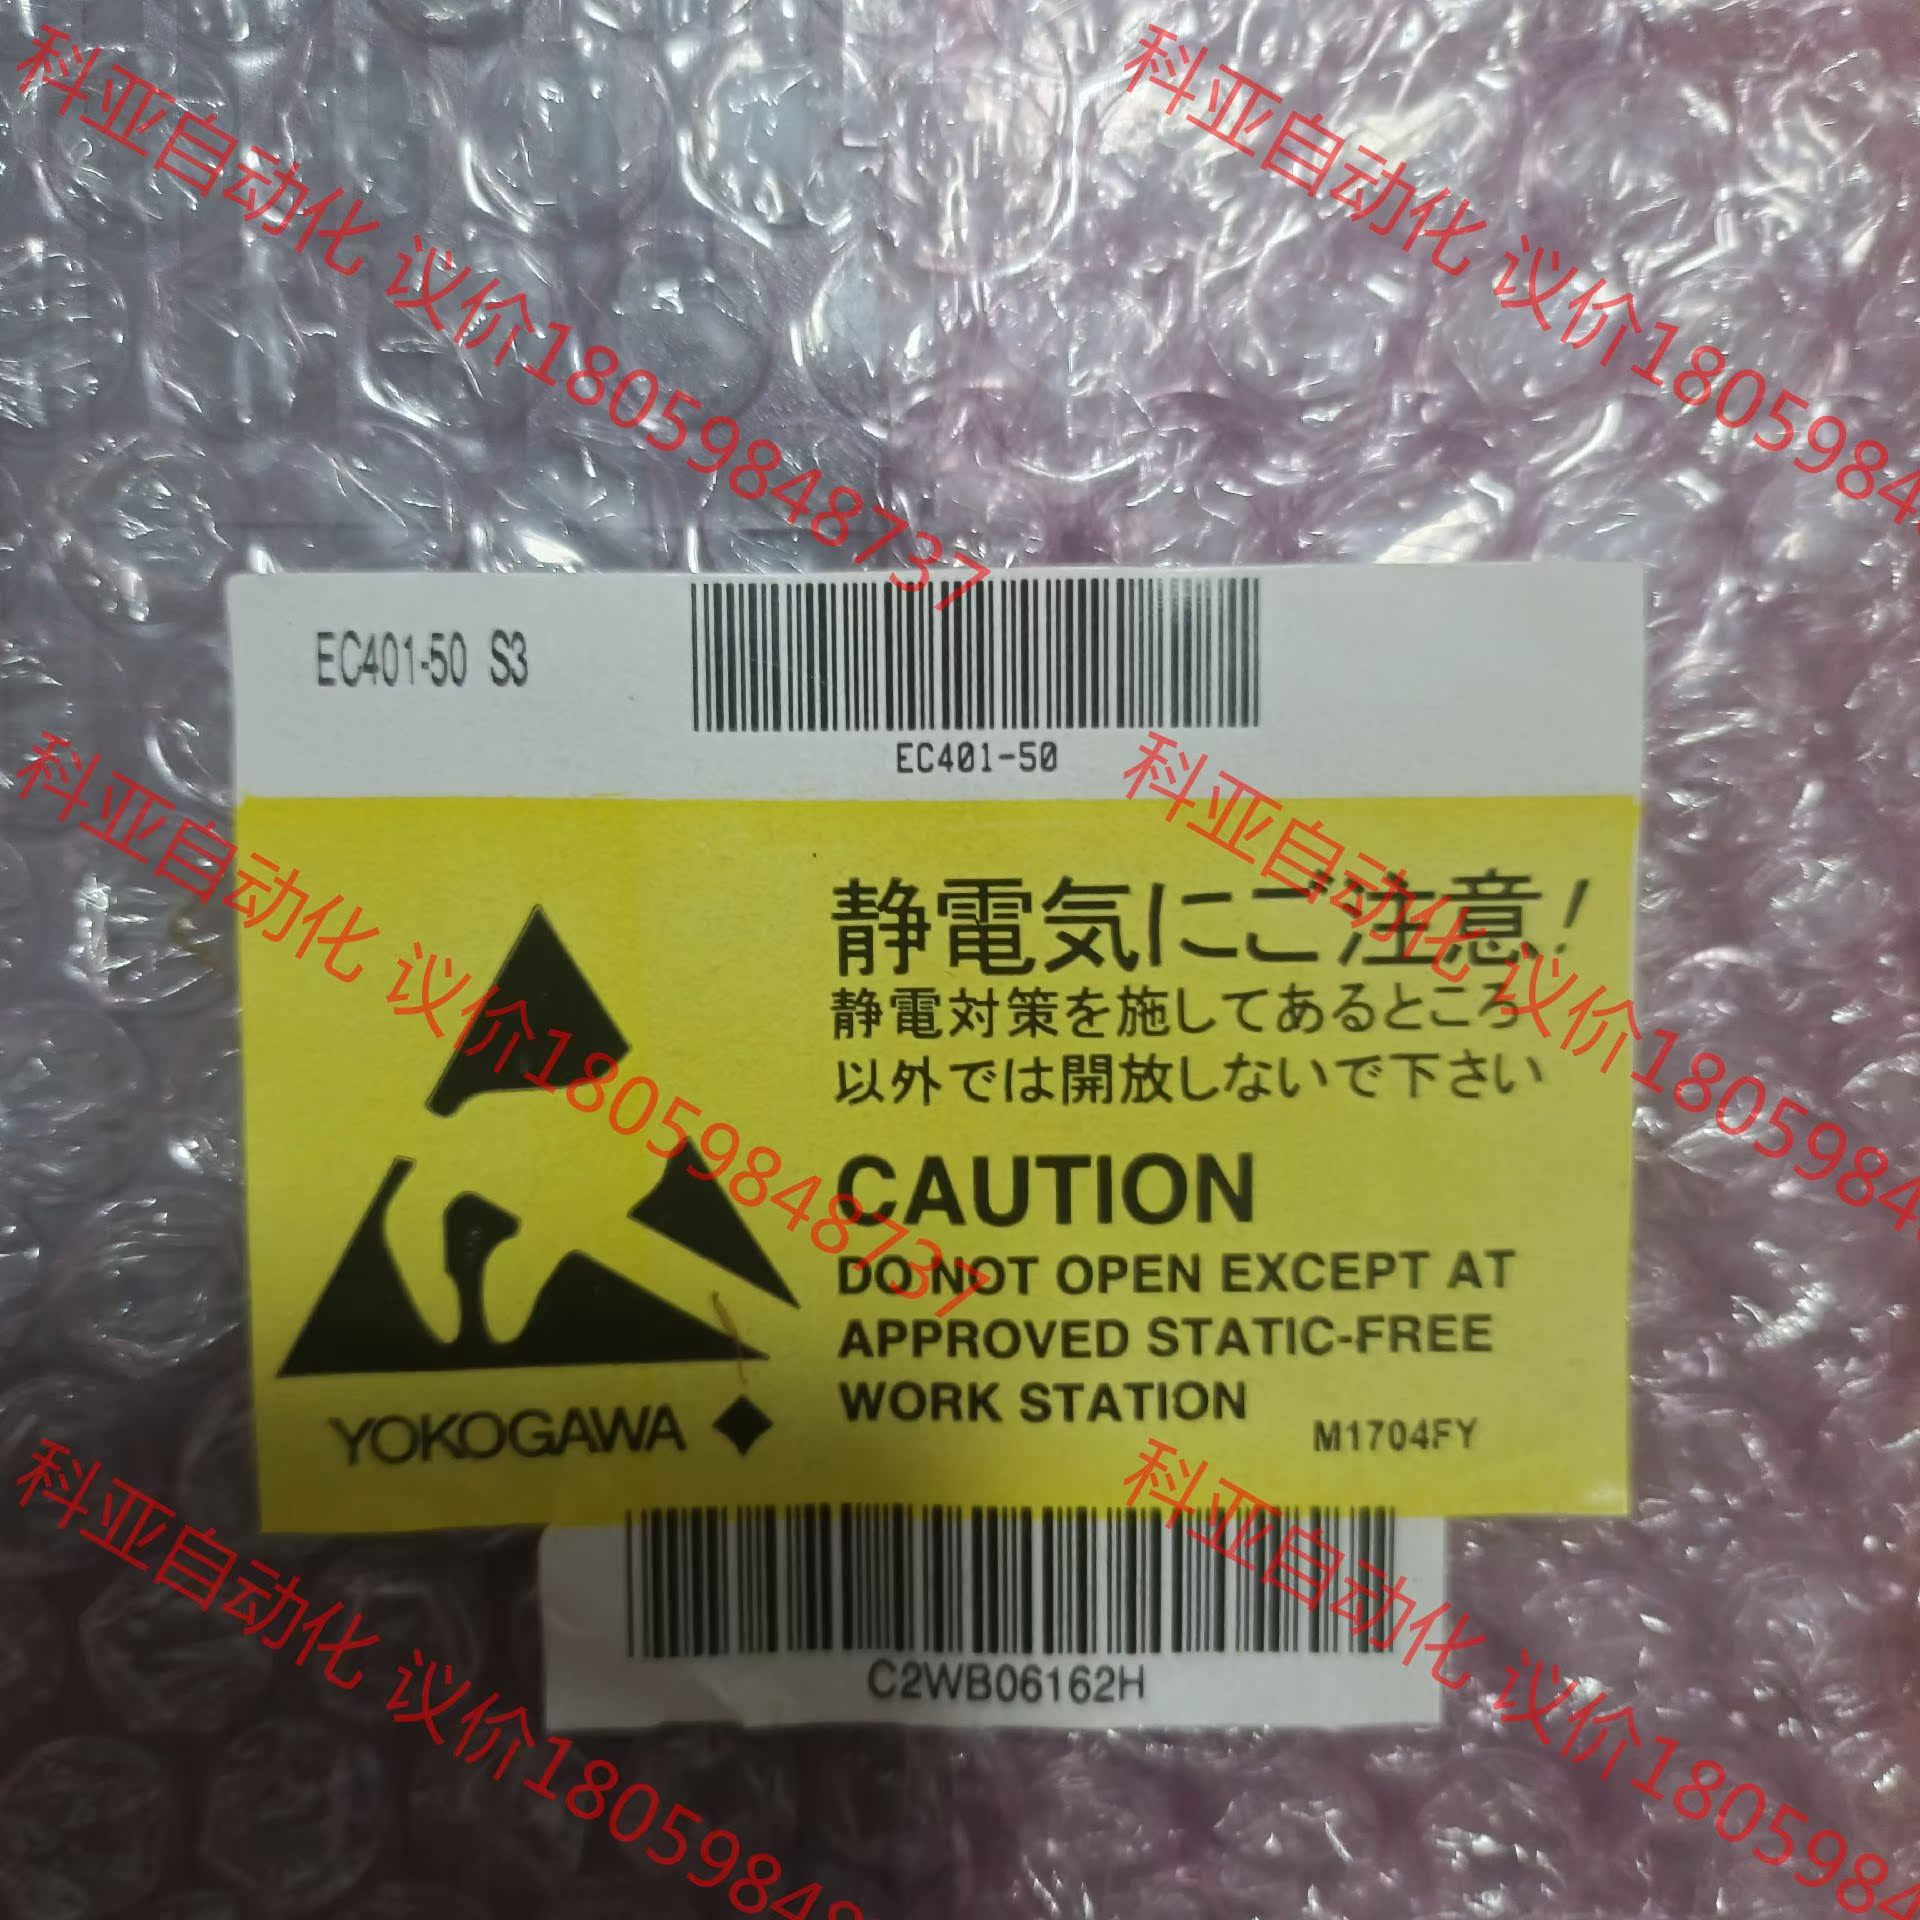 科亚自动化 议价18059848737
科亚自动化 议价1805984
EC401-50 S3
EC401-50
科亚自动化 议价18059848737
科亚自动化 议价1805984
静電気にご注意!
静電対策を施してあるところ
以外では開放しないで下さい
CAUTION
DO NOT OPEN EXCEPT AT
APPROVED STATIC-FREE
WORK STATION
M1704FY
YOKOGAWA
C2WB06162H
科亚自动化 议价1805984
科亚自动化 议价1805984